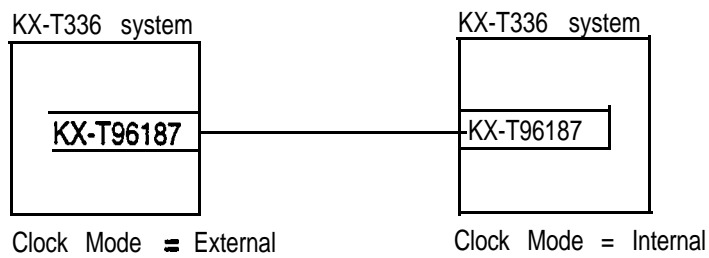 KX-T336 system
KX-T336 system
KX-T96187
KX-T96187
Clock Mode = External
Clock Mode = Internal